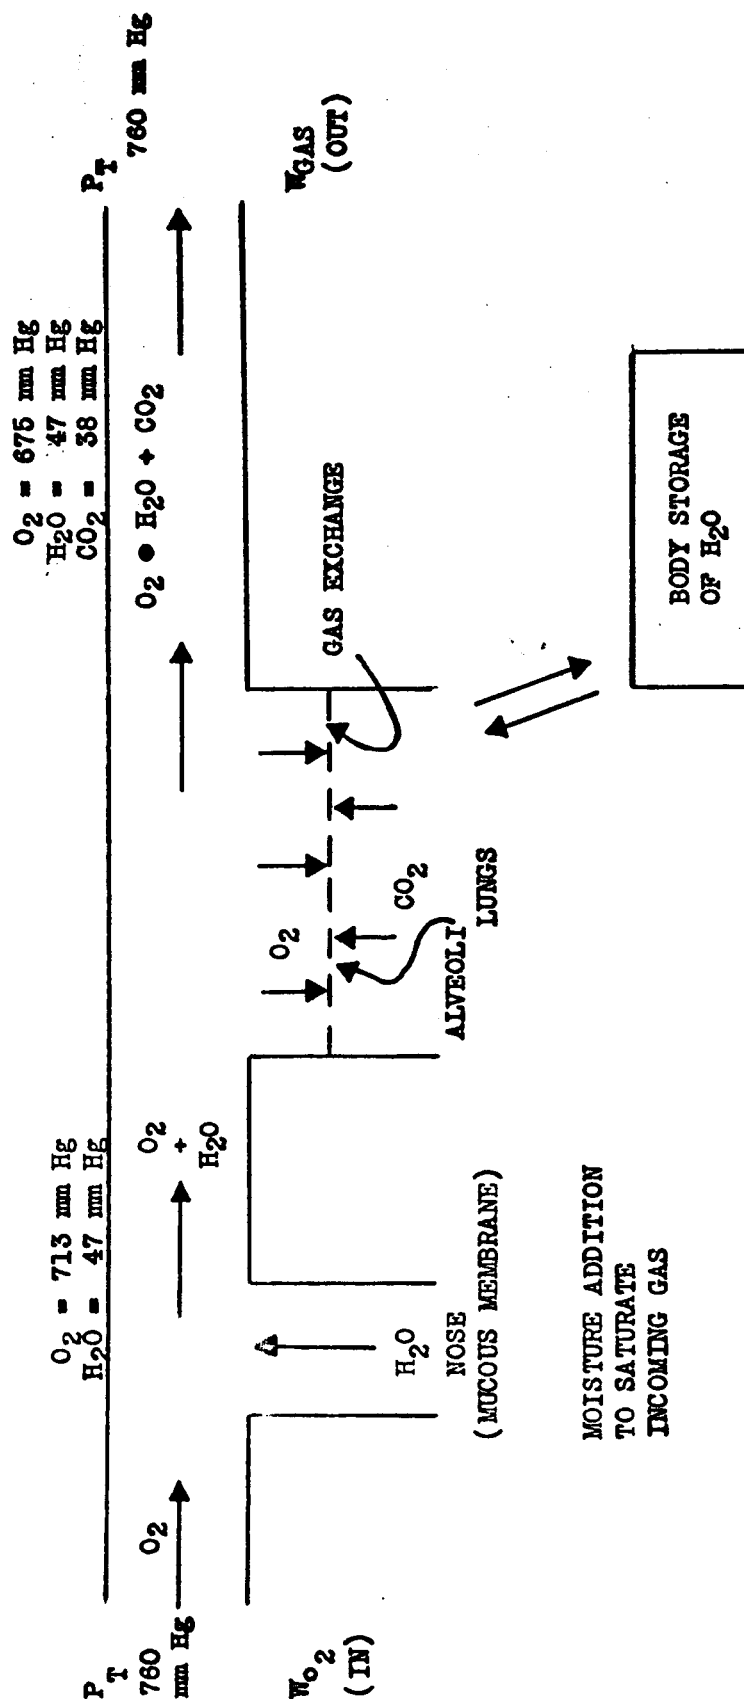 P_T
760
mm Hg
O2
W_O2
(IN)
O2 = 713 mm Hg
H2O = 47 mm Hg
O2
+
H2O
H2O
NOSE
(MUCOUS MEMBRANE)
MOISTURE ADDITION
TO SATURATE
INCOMING GAS
O2
CO2
ALVEOLI
LUNGS
GAS EXCHANGE
O2 = 675 mm Hg
H2O = 47 mm Hg
CO2 = 38 mm Hg
O2 ● H2O + CO2
BODY STORAGE
OF H2O
P_T
760 mm Hg
W_GAS
(OUT)